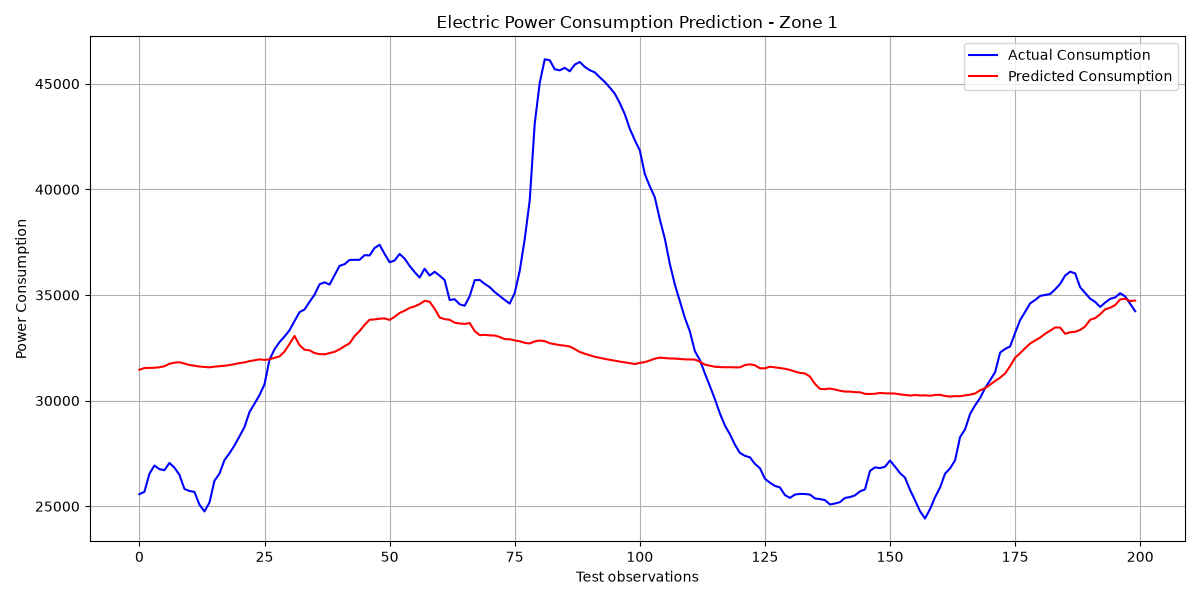 Electric Power Consumption Prediction - Zone 1
Actual Consumption
Predicted Consumption
Power Consumption
45000
40000
35000
30000
25000
0 25 50 75 100 125 150 175 200
Test observations